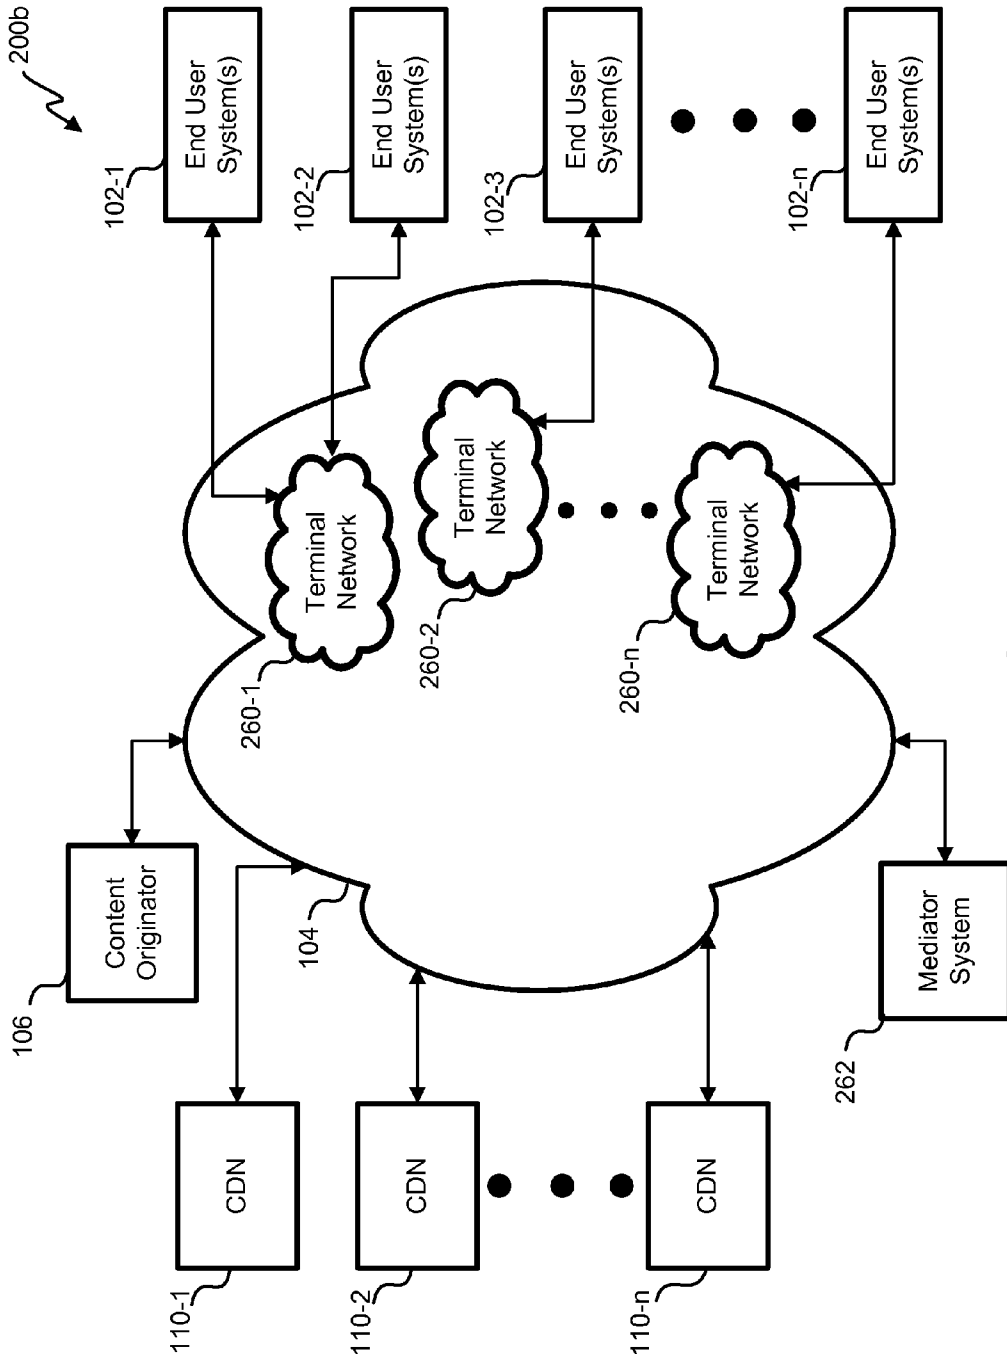 200b
106
Content
Originator
110-1
CDN
104
260-1
Terminal
Network
102-1
End User
System(s)
102-2
End User
System(s)
110-2
CDN
260-2
Terminal
Network
102-3
End User
System(s)
110-n
CDN
260-n
Terminal
Network
102-n
End User
System(s)
262
Mediator
System